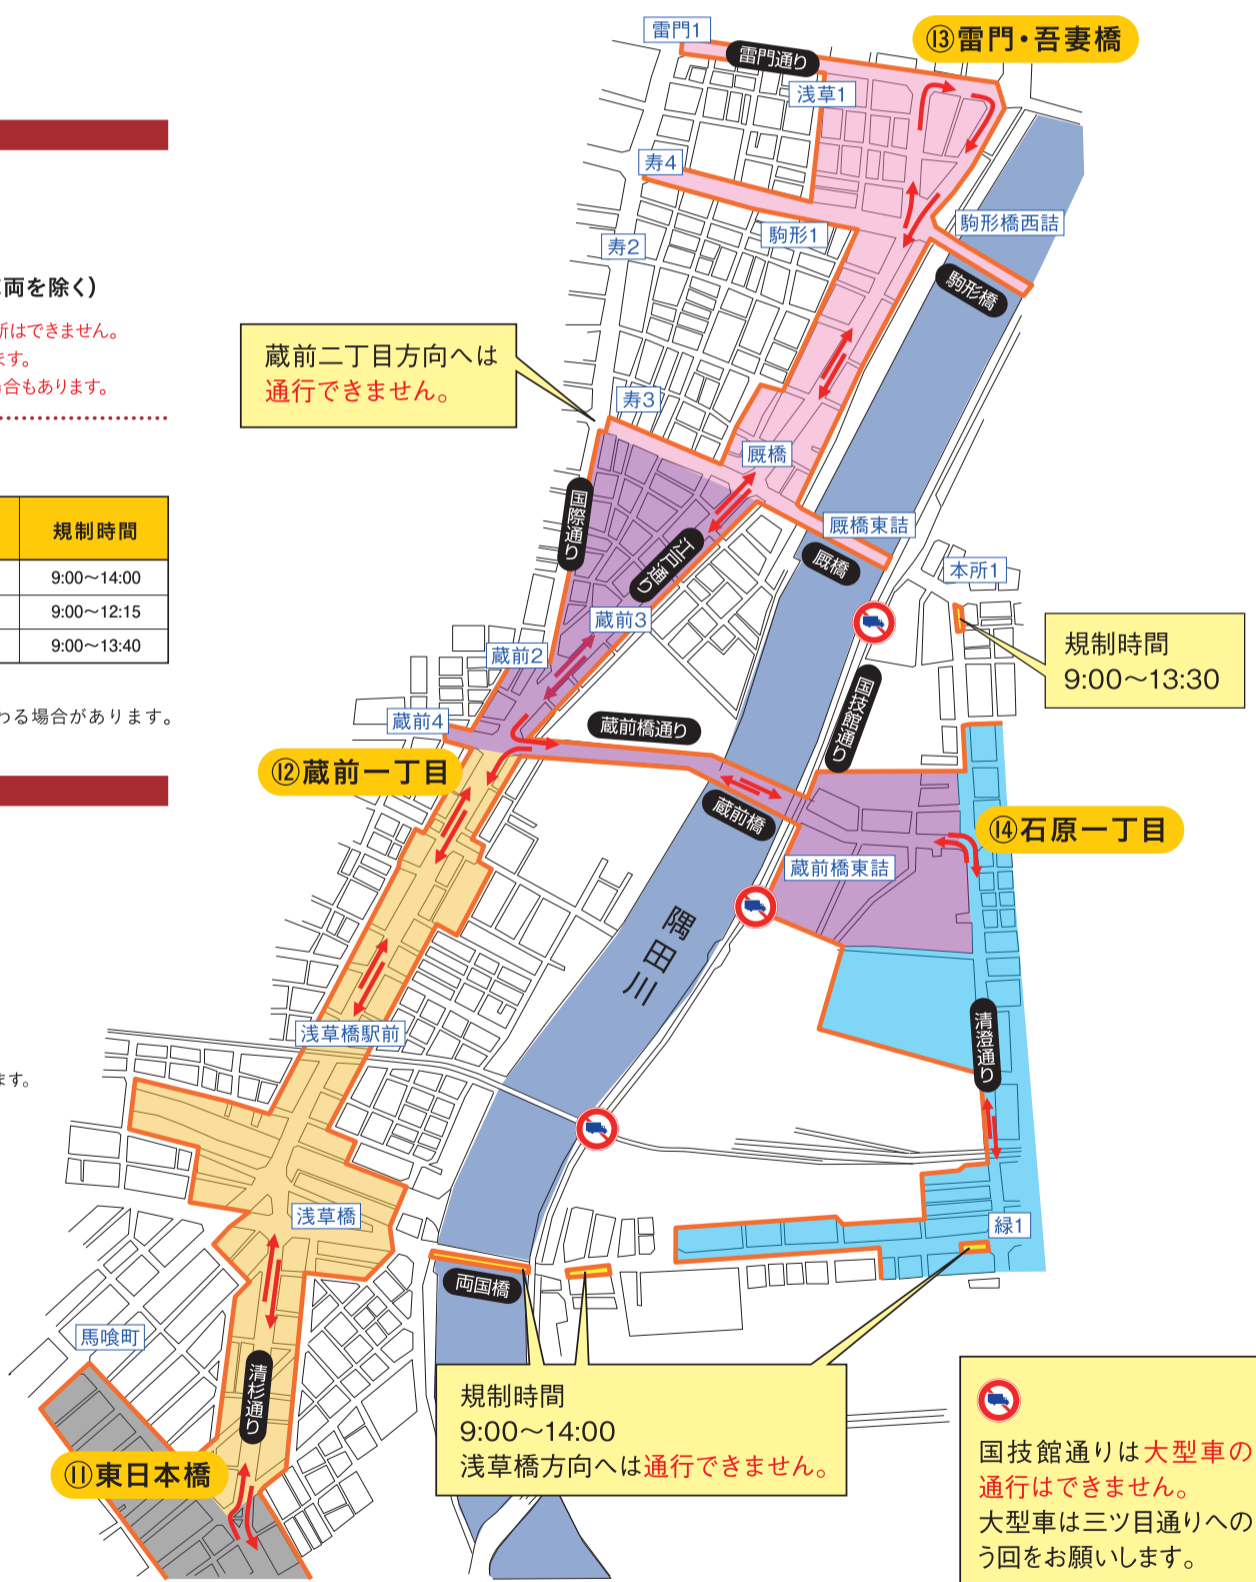 雷門1
⑬雷門・吾妻橋
雷門通り
浅草1
寿4
駒形橋西詰
駒形1
寿2
駒形橋
両を除く)
所はできません。
ます。
場合もあります。
蔵前二丁目方向へは
通行できません。
寿3
厩橋
国際通り
江戸通り
厩橋東詰
厩橋
本所1
規制時間
9:00〜14:00
9:00〜12:15
9:00〜13:40
わる場合があります。
規制時間
9:00〜13:30
蔵前3
蔵前2
国技館通り
蔵前4
蔵前橋通り
⑫蔵前一丁目
蔵前橋
⑭石原一丁目
蔵前橋東詰
隅田川
浅草橋駅前
清澄通り
ます。
浅草橋
緑1
両国橋
馬喰町
清杉通り
⑪東日本橋
規制時間
9:00〜14:00
浅草橋方向へは通行できません。
国技館通りは大型車の
通行はできません。
大型車は三ツ目通りへの
う回をお願いします。